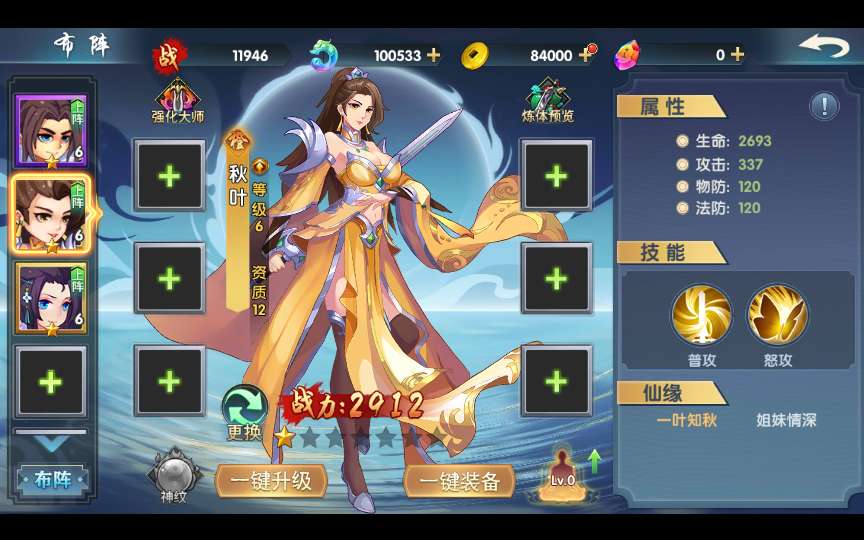 布阵
战
11946
100533
84000
0
强化大师
炼体预览
上阵
6
上阵
6
上阵
6
布阵
橙
秋叶
等级6
资质12
更换
战力:2912
神纹
一键升级
一键装备
Lv.0
属性
生命: 2693
攻击: 337
物防: 120
法防: 120
技能
普攻
怒攻
仙缘
一叶知秋
姐妹情深